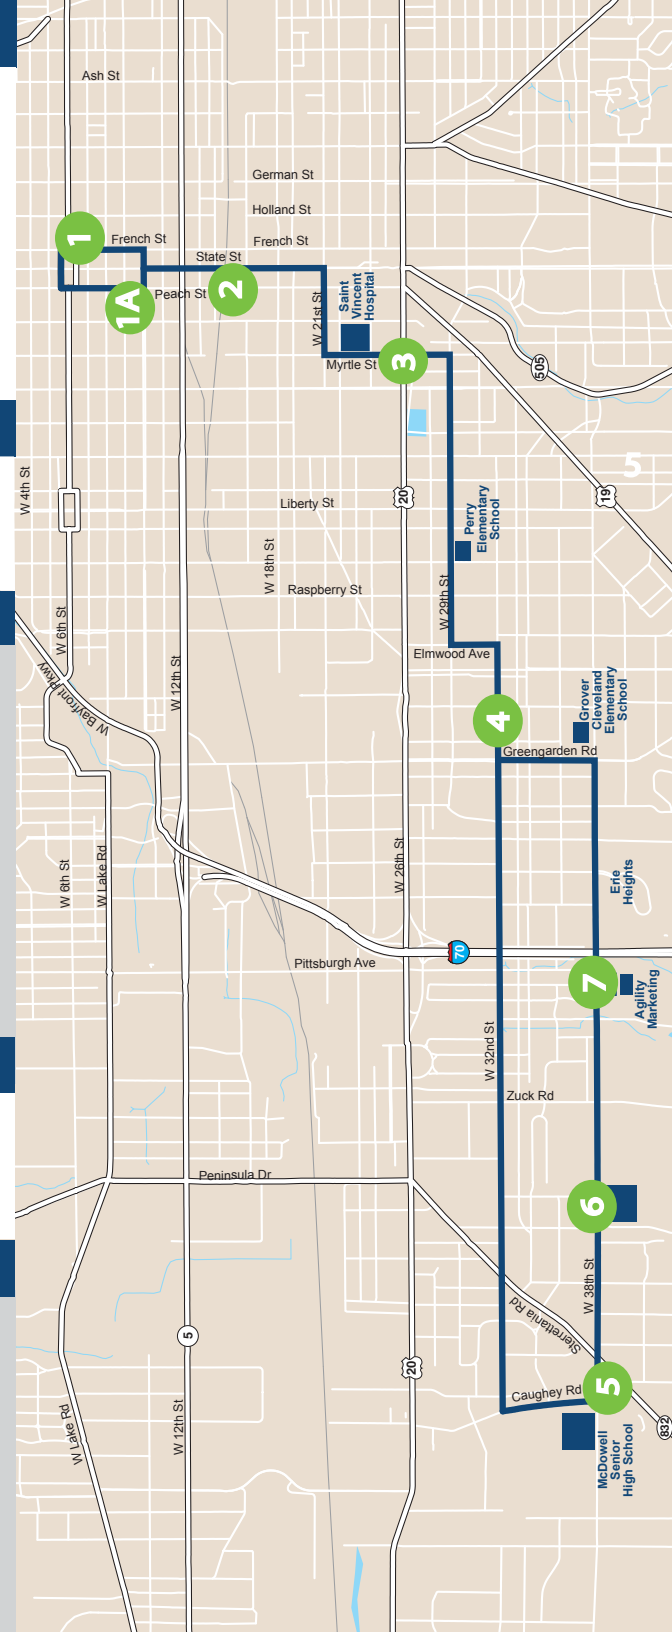 Ash St
German St
Holland St
French St
French St
1
State St
Peach St
1A
2
W 21st St
Saint
Vincent
Hospital
Myrtle St
3
505
5
W 4th St
Liberty St
20
19
W 18th St
Perry
Elementary
School
Raspberry St
W 29th St
W 6th St
W Bayfront Pkwy
W 12th St
Elmwood Ave
4
Grover
Cleveland
Elementary
School
Greengarden Rd
W 6th St
W Lake Rd
W 26th St
Erie
Heights
70
Pittsburgh Ave
7
Agility
Marketing
W 32nd St
Zuck Rd
Peninsula Dr
6
W 38th St
Sterrettania Rd
5
20
Caughey Rd
5
832
W Lake Rd
W 12th St
McDowell
Senior
High School